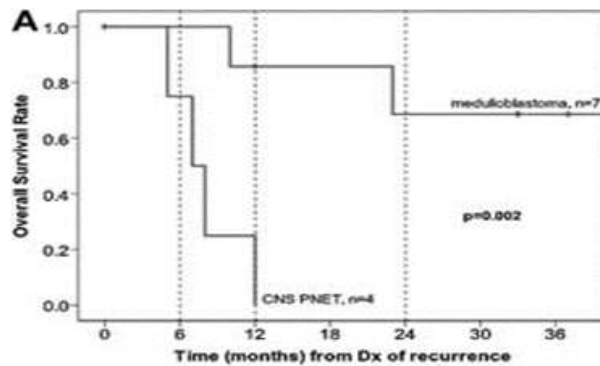 A
Overall Survival Rate
1.0
0.8
0.6
0.4
0.2
0.0
medulloblastoma, n=7
p=0.002
CNS PNET, n=4
0 6 12 18 24 30 36
Time (months) from Dx of recurrence